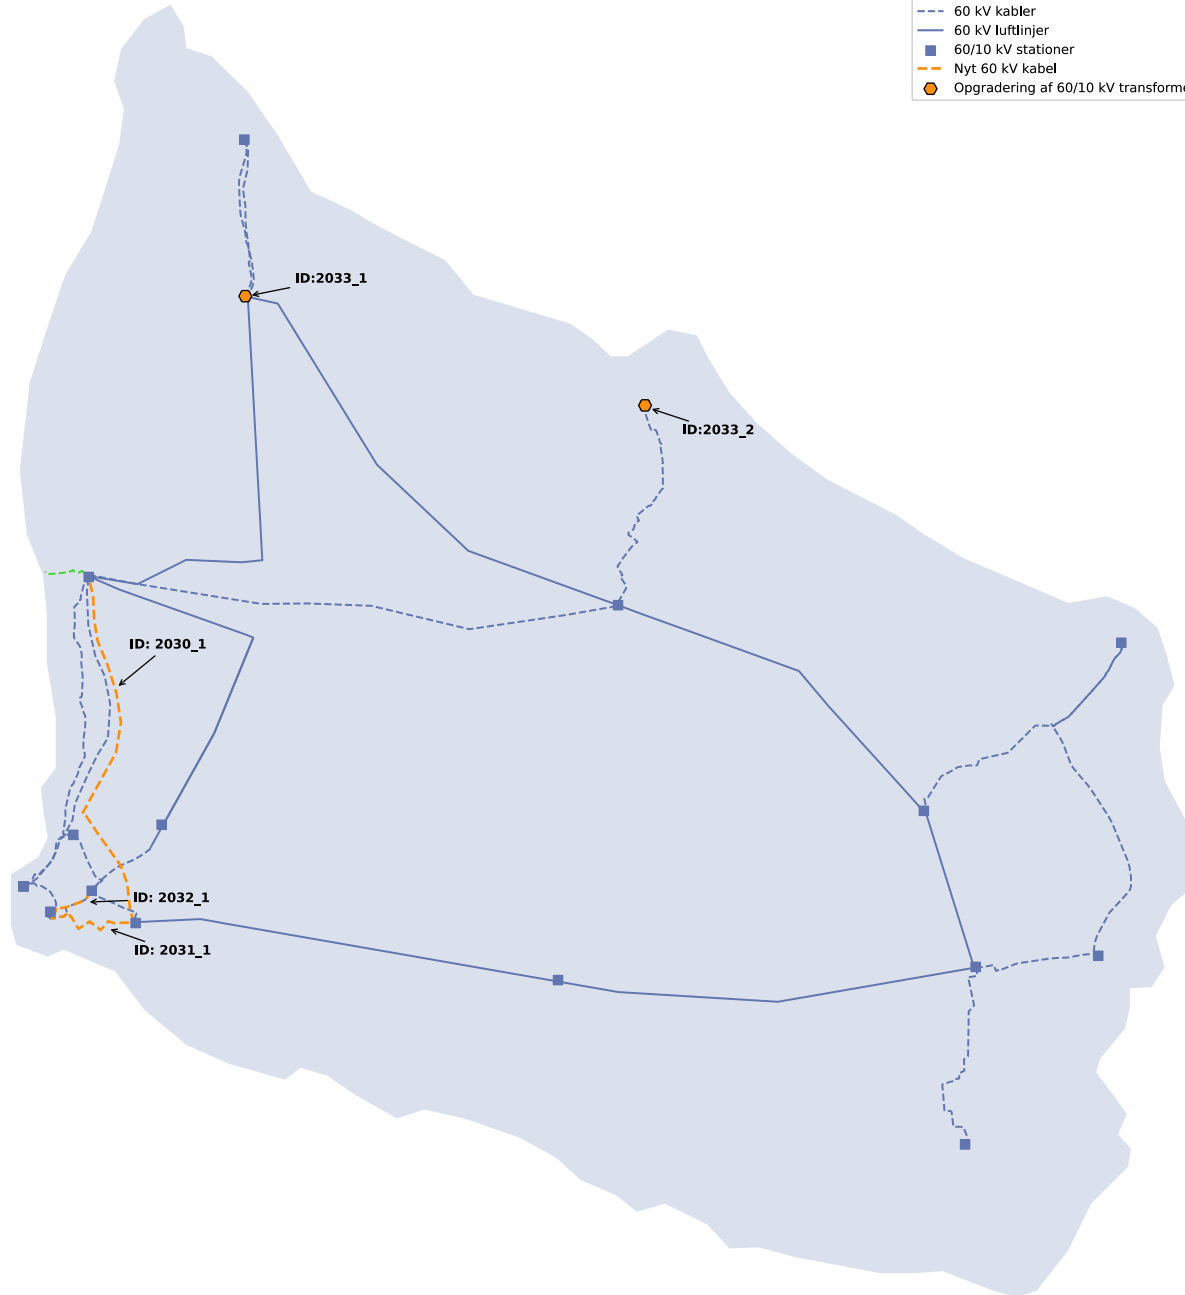 60 kV kabler
60 kV luftlinjer
60/10 kV stationer
Nyt 60 kV kabel
Opgradering af 60/10 kV transforme
ID:2033_1
ID:2033_2
ID: 2030_1
ID: 2032_1
ID: 2031_1